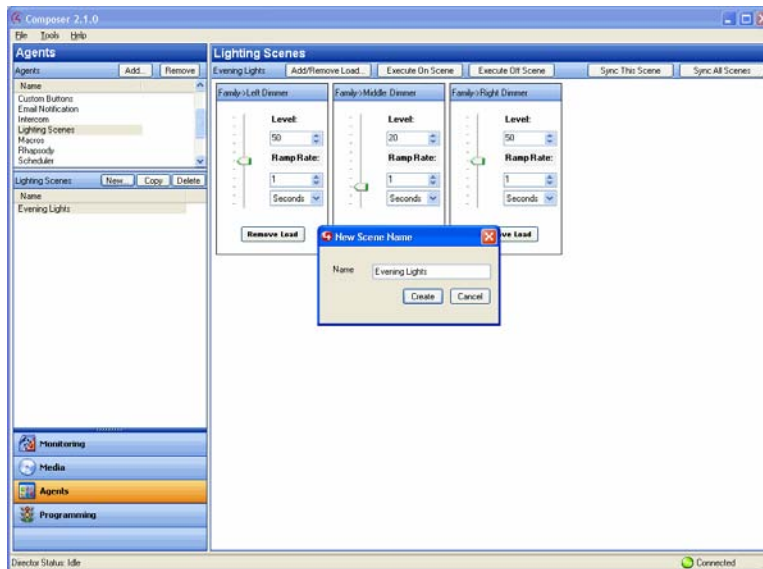 Composer 2.1.0
File Tools Help
Agents
Agents Add... Remove
Name
Custom Buttons
Email Notification
Intercom
Lighting Scenes
Macros
Rhapsody
Scheduler
Lighting Scenes New... Copy Delete
Name
Evening Lights
Monitoring
Media
Agents
Programming
Lighting Scenes
Evening Lights Add/Remove Load... Execute On Scene Execute Off Scene Sync This Scene Sync All Scenes
Family->Left Dimmer Family->Middle Dimmer Family->Right Dimmer
Level: Level: Level:
50 20 50
Ramp Rate: Ramp Rate: Ramp Rate:
1 1 1
Seconds Seconds Seconds
Remove Load ve Load
New Scene Name
Name Evening Lights
Create Cancel
Director Status: Idle Connected